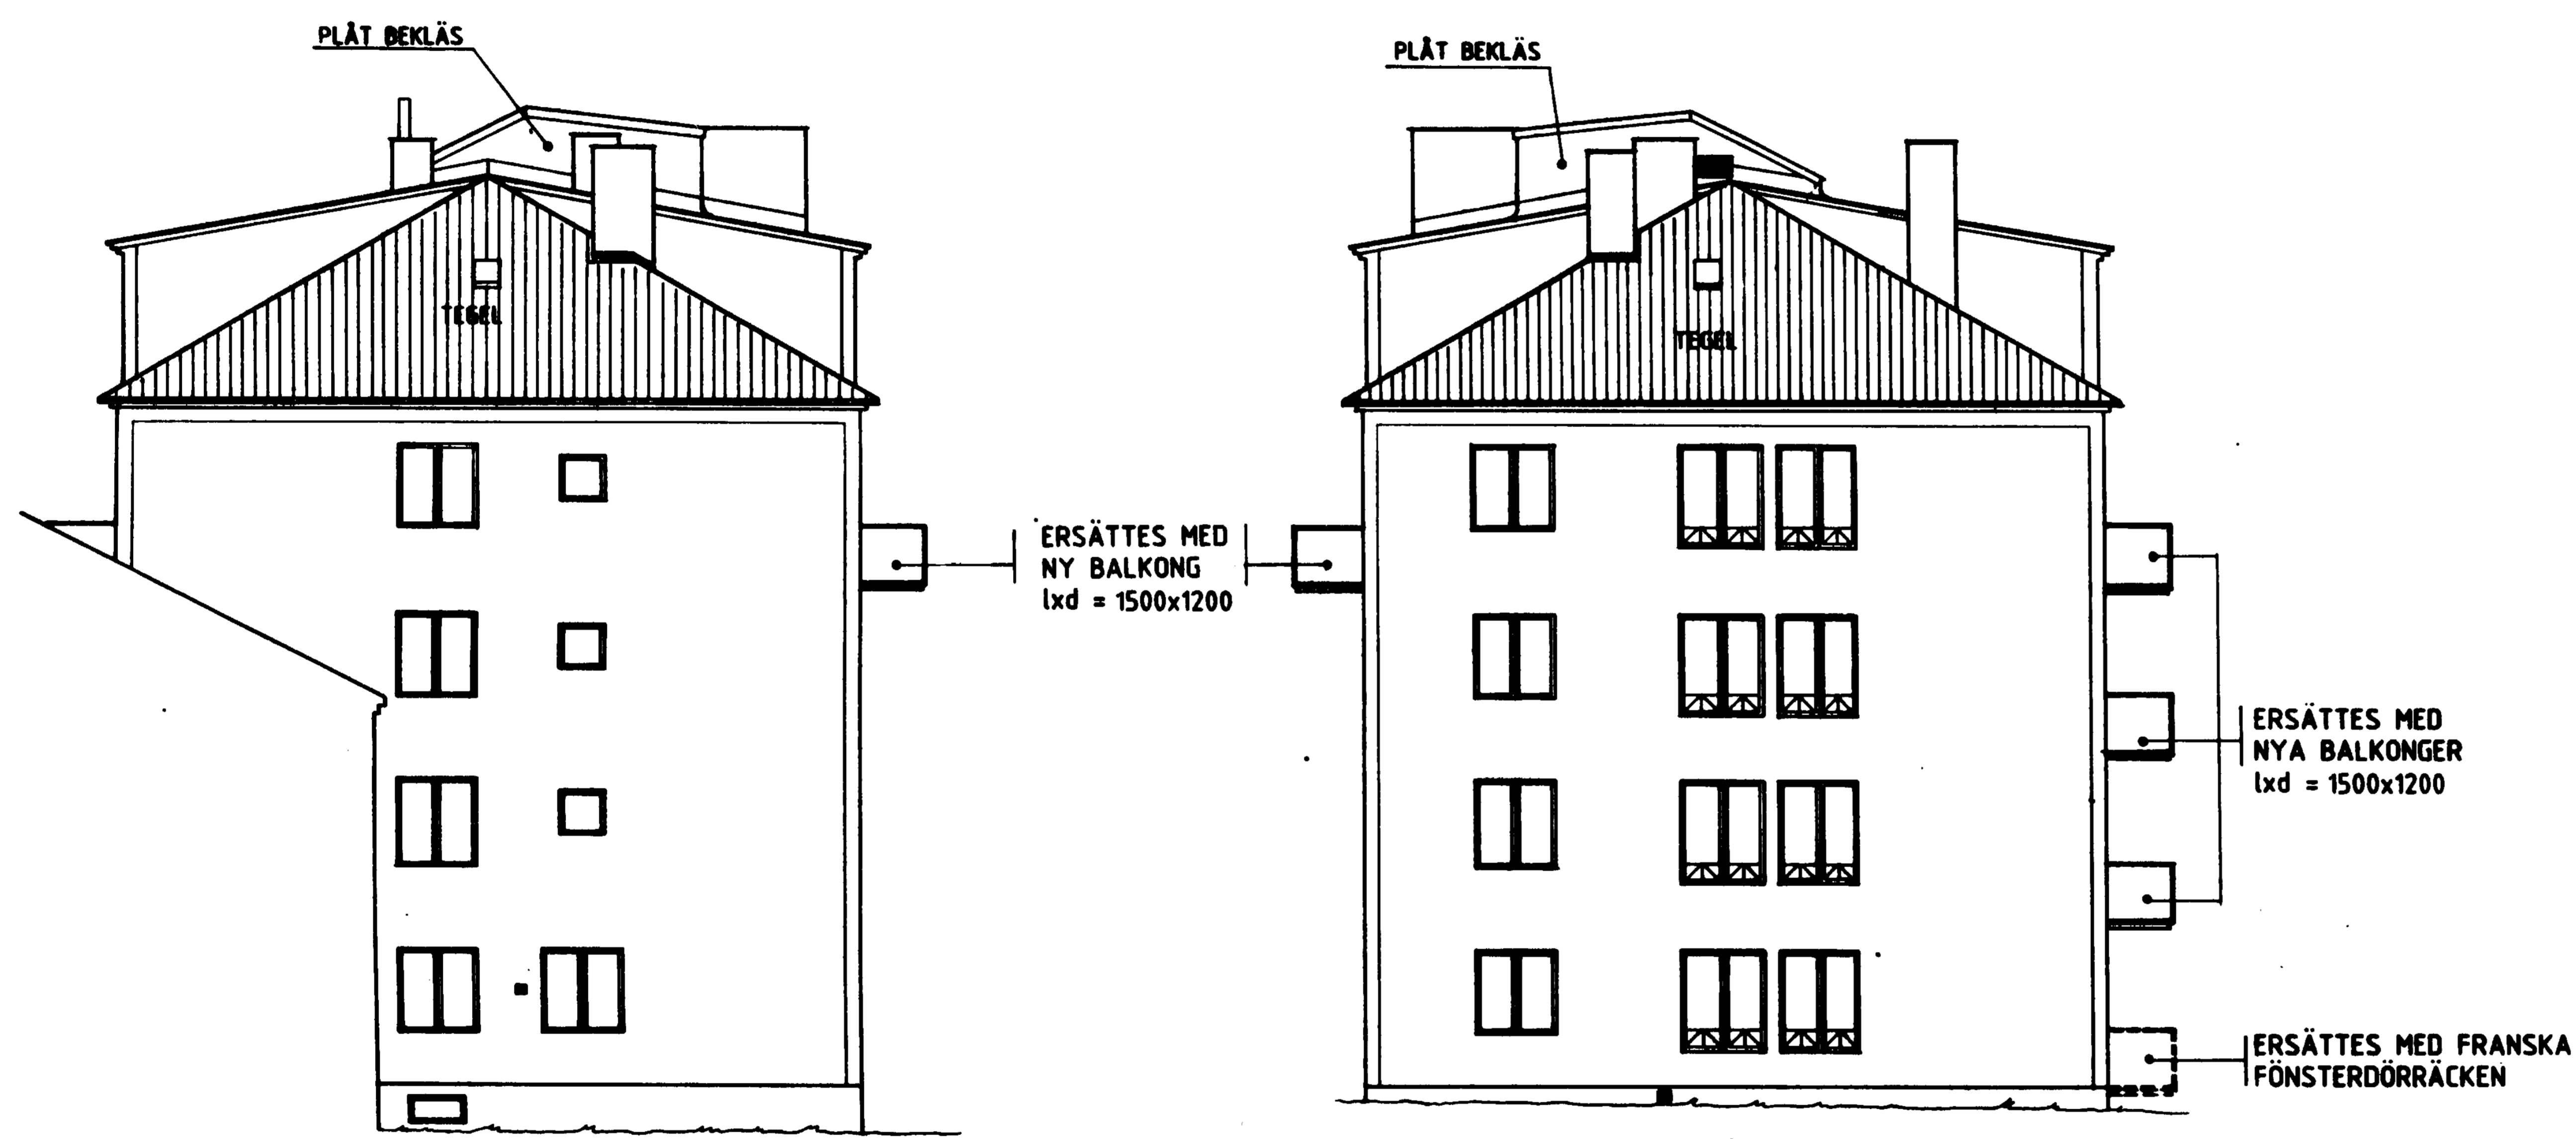 PLÅT BEKLÄS
PLÅT BEKLÄS
TEGEL
TEGEL
ERSÄTTES MED
NY BALKONG
lxd = 1500x1200
ERSÄTTES MED
NYA BALKONGER
lxd = 1500x1200
ERSÄTTES MED FRANSKA
FÖNSTERDÖRRÄCKEN